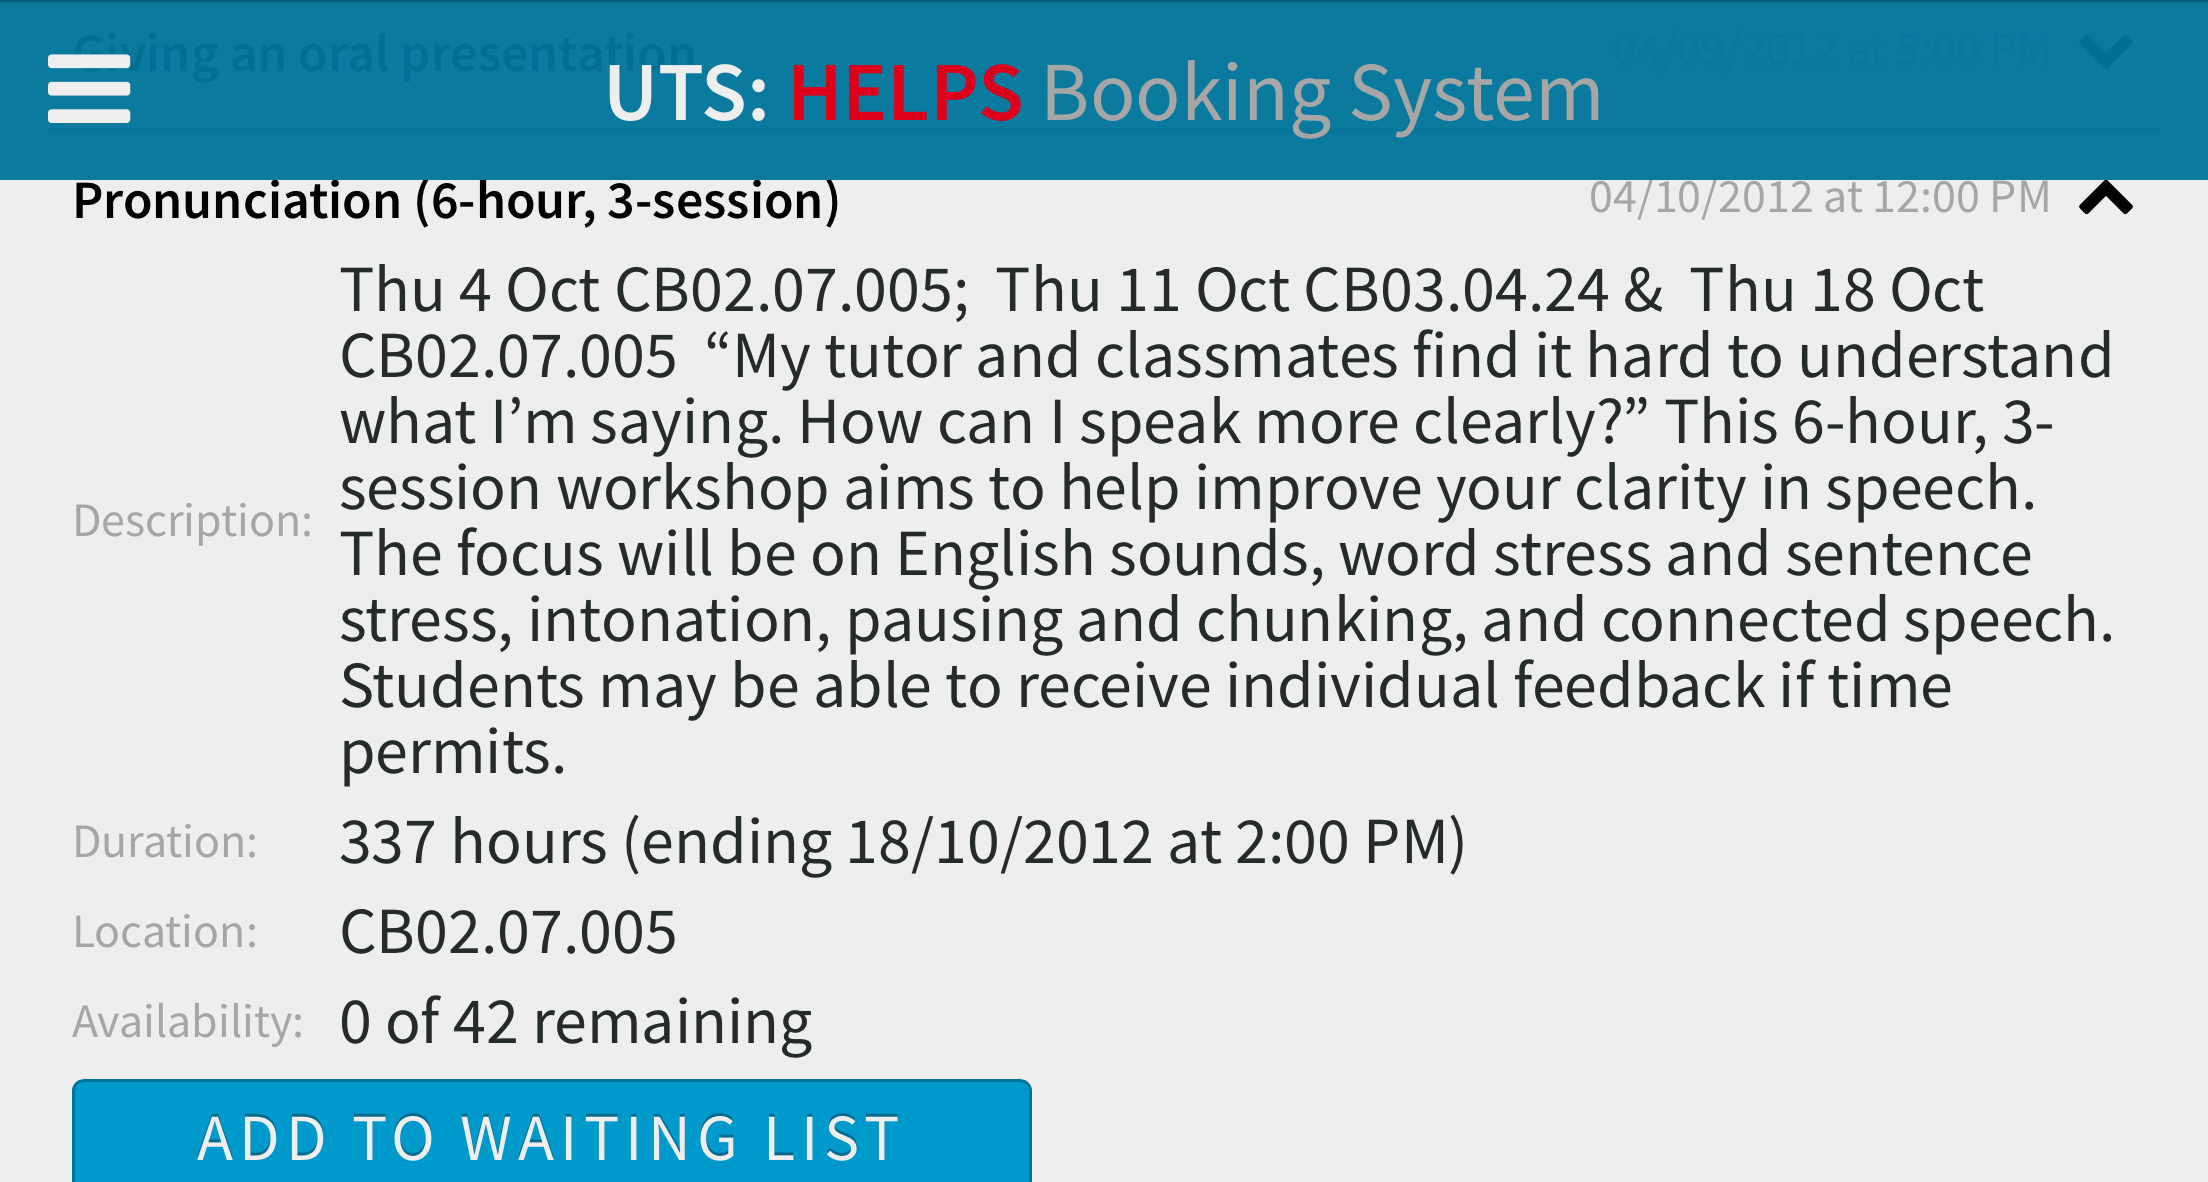 Giving an oral presentation 04/09/2012 at 5:00 PM
UTS: HELPS Booking System
Pronunciation (6-hour, 3-session) 04/10/2012 at 12:00 PM
Description:
Thu 4 Oct CB02.07.005;  Thu 11 Oct CB03.04.24 &  Thu 18 Oct
CB02.07.005  “My tutor and classmates find it hard to understand
what I’m saying. How can I speak more clearly?” This 6-hour, 3-
session workshop aims to help improve your clarity in speech.
The focus will be on English sounds, word stress and sentence
stress, intonation, pausing and chunking, and connected speech.
Students may be able to receive individual feedback if time
permits.
Duration: 337 hours (ending 18/10/2012 at 2:00 PM)
Location: CB02.07.005
Availability: 0 of 42 remaining
ADD TO WAITING LIST